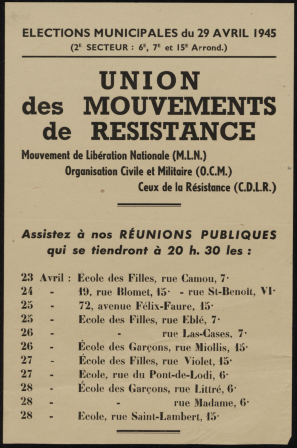 ELECTIONS MUNICIPALES du 29 AVRIL 1945
(2ᵉ SECTEUR : 6ᵉ, 7ᵉ et 15ᵉ Arrond.)
UNION
des MOUVEMENTS
de RESISTANCE
Mouvement de Libération Nationale (M.L.N.)
Organisation Civile et Militaire (O.C.M.)
Ceux de la Résistance (C.D.L.R.)
Assistez à nos RÉUNIONS PUBLIQUES
qui se tiendront à 20 h. 30 les :
23 Avril : Ecole des Filles, rue Camou, 7ᵉ
24 - 19, rue Blomet, 15ᵉ - rue St-Benoît, VIᵉ
25 - 72, avenue Félix-Faure, 15ᵉ
25 - Ecole des Filles, rue Eblé, 7ᵉ
26 - - rue Las-Cases, 7ᵉ
26 - École des Garçons, rue Miollis, 15ᵉ
27 - École des Filles, rue Violet, 15ᵉ
27 - Ecole, rue du Pont-de-Lodi, 6ᵉ
28 - École des Garçons, rue Littré, 6ᵉ
28 - - rue Madame, 6ᵉ
28 - Ecole, rue Saint-Lambert, 15ᵉ